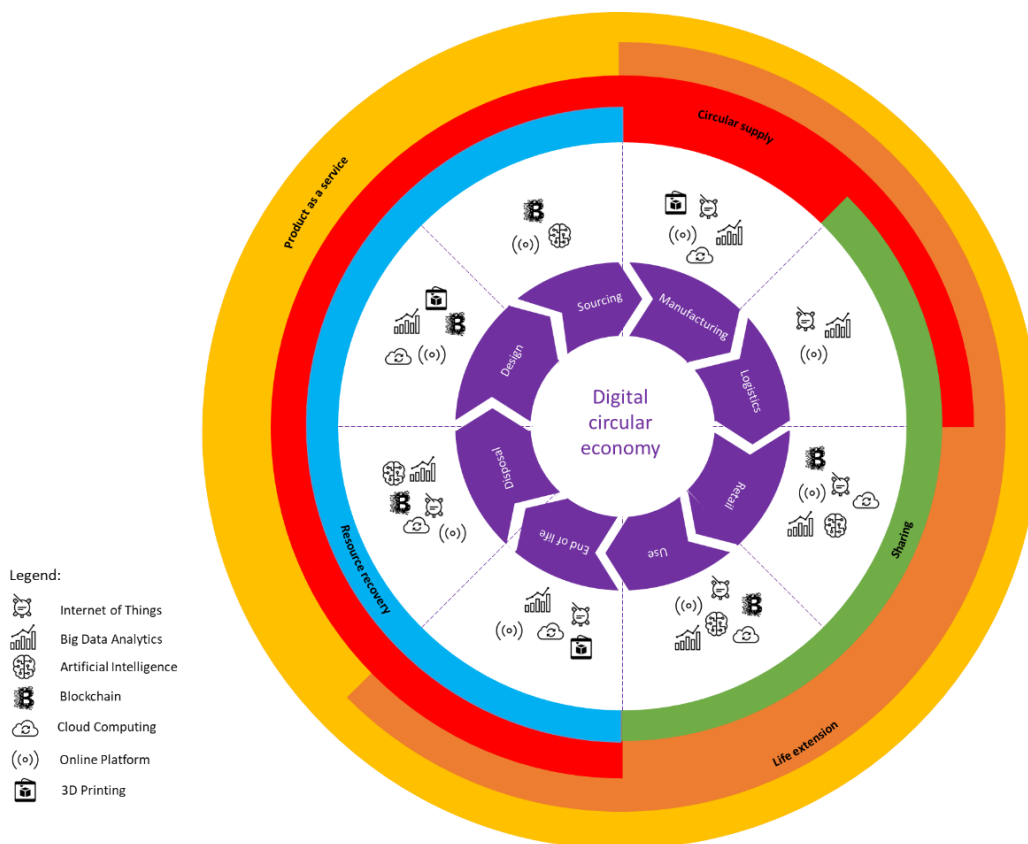 Circular supply
Product as a service
Sourcing
Manufacturing
Design
Logistics
Digital
circular
economy
Disposal
Retail
End of life
Use
Resource recovery
Sharing
Life extension
Legend:
Internet of Things
Big Data Analytics
Artificial Intelligence
Blockchain
Cloud Computing
Online Platform
3D Printing